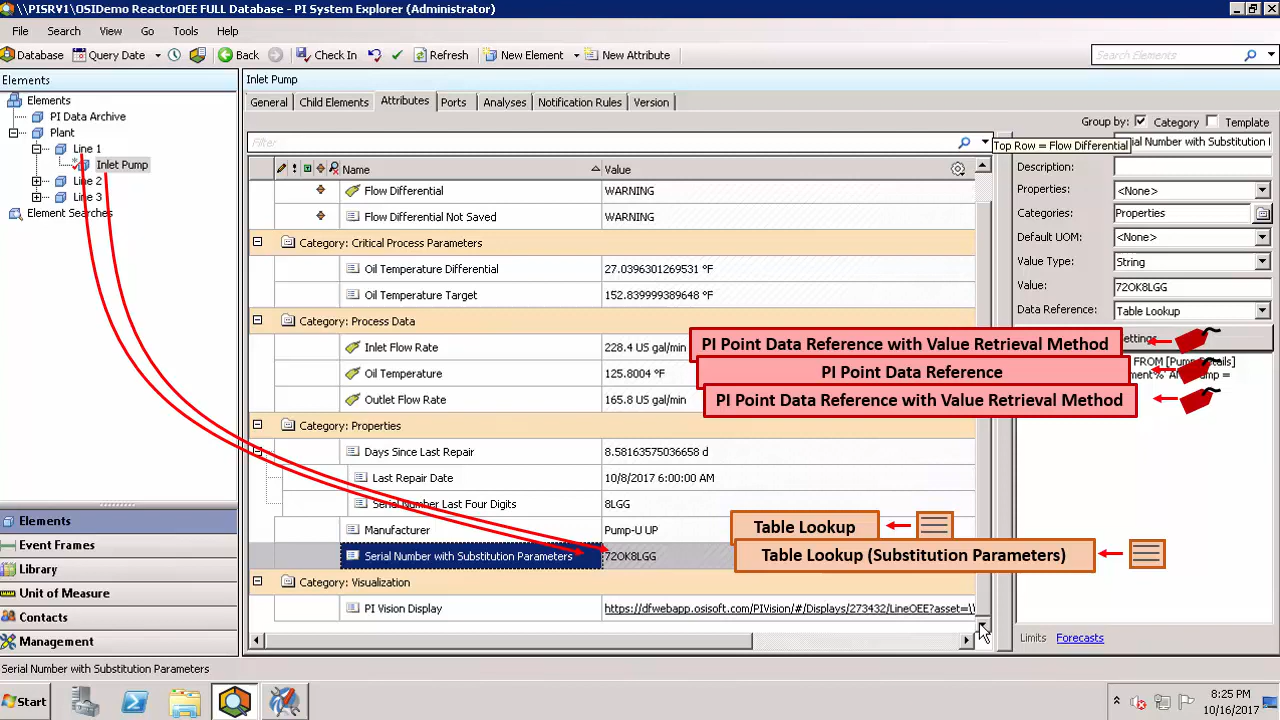 \\PISRV1\OSIDemo ReactorOEE FULL Database - PI System Explorer (Administrator)
File Search View Go Tools Help
Database Query Date Back Check In Refresh New Element New Attribute Search Elements
Elements
Elements
PI Data Archive
Plant
Line 1
Inlet Pump
Line 2
Line 3
Element Searches
Elements
Event Frames
Library
Unit of Measure
Contacts
Management
Inlet Pump
General Child Elements Attributes Ports Analyses Notification Rules Version
Group by: Category Template
Filter
Top Row = Flow Differential
Name Value
Flow Differential WARNING
Flow Differential Not Saved WARNING
Category: Critical Process Parameters
Oil Temperature Differential 27.0396301269531 °F
Oil Temperature Target 152.839999389648 °F
Category: Process Data
Inlet Flow Rate 228.4 US gal/min
Oil Temperature 125.8004 °F
Outlet Flow Rate 165.8 US gal/min
Category: Properties
Days Since Last Repair 8.58163575036658 d
Last Repair Date 10/8/2017 6:00:00 AM
Serial Number Last Four Digits 8LGG
Manufacturer Pump-U UP
Serial Number with Substitution Parameters 72OK8LGG
Category: Visualization
PI Vision Display https://dfwebapp.osisoft.com/PIVision/#/Displays/273432/LineOEE?asset=\\
PI Point Data Reference with Value Retrieval Method
PI Point Data Reference
PI Point Data Reference with Value Retrieval Method
Table Lookup
Table Lookup (Substitution Parameters)
ial Number with Substitution
Description:
Properties: <None>
Categories: Properties
Default UOM: <None>
Value Type: String
Value: 72OK8LGG
Data Reference: Table Lookup
ettings
FROM [Pump Details]
Limits Forecasts
Serial Number with Substitution Parameters
Start
8:25 PM
10/16/2017